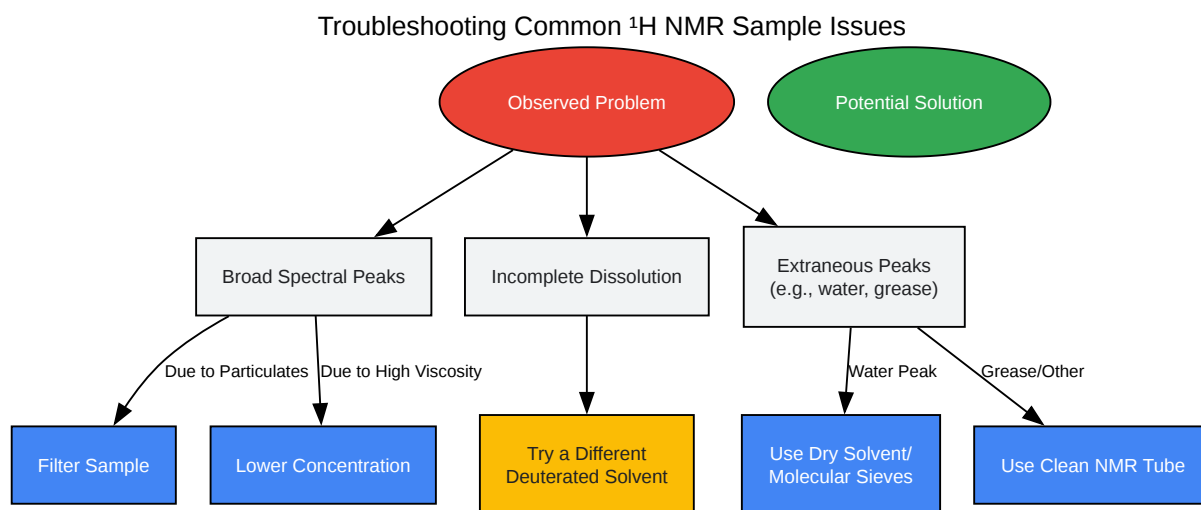 Troubleshooting Common ¹H NMR Sample Issues
Observed Problem
Potential Solution
Broad Spectral Peaks
Incomplete Dissolution
Extraneous Peaks
(e.g., water, grease)
Due to Particulates
Due to High Viscosity
Water Peak
Grease/Other
Filter Sample
Lower Concentration
Try a Different
Deuterated Solvent
Use Dry Solvent/
Molecular Sieves
Use Clean NMR Tube